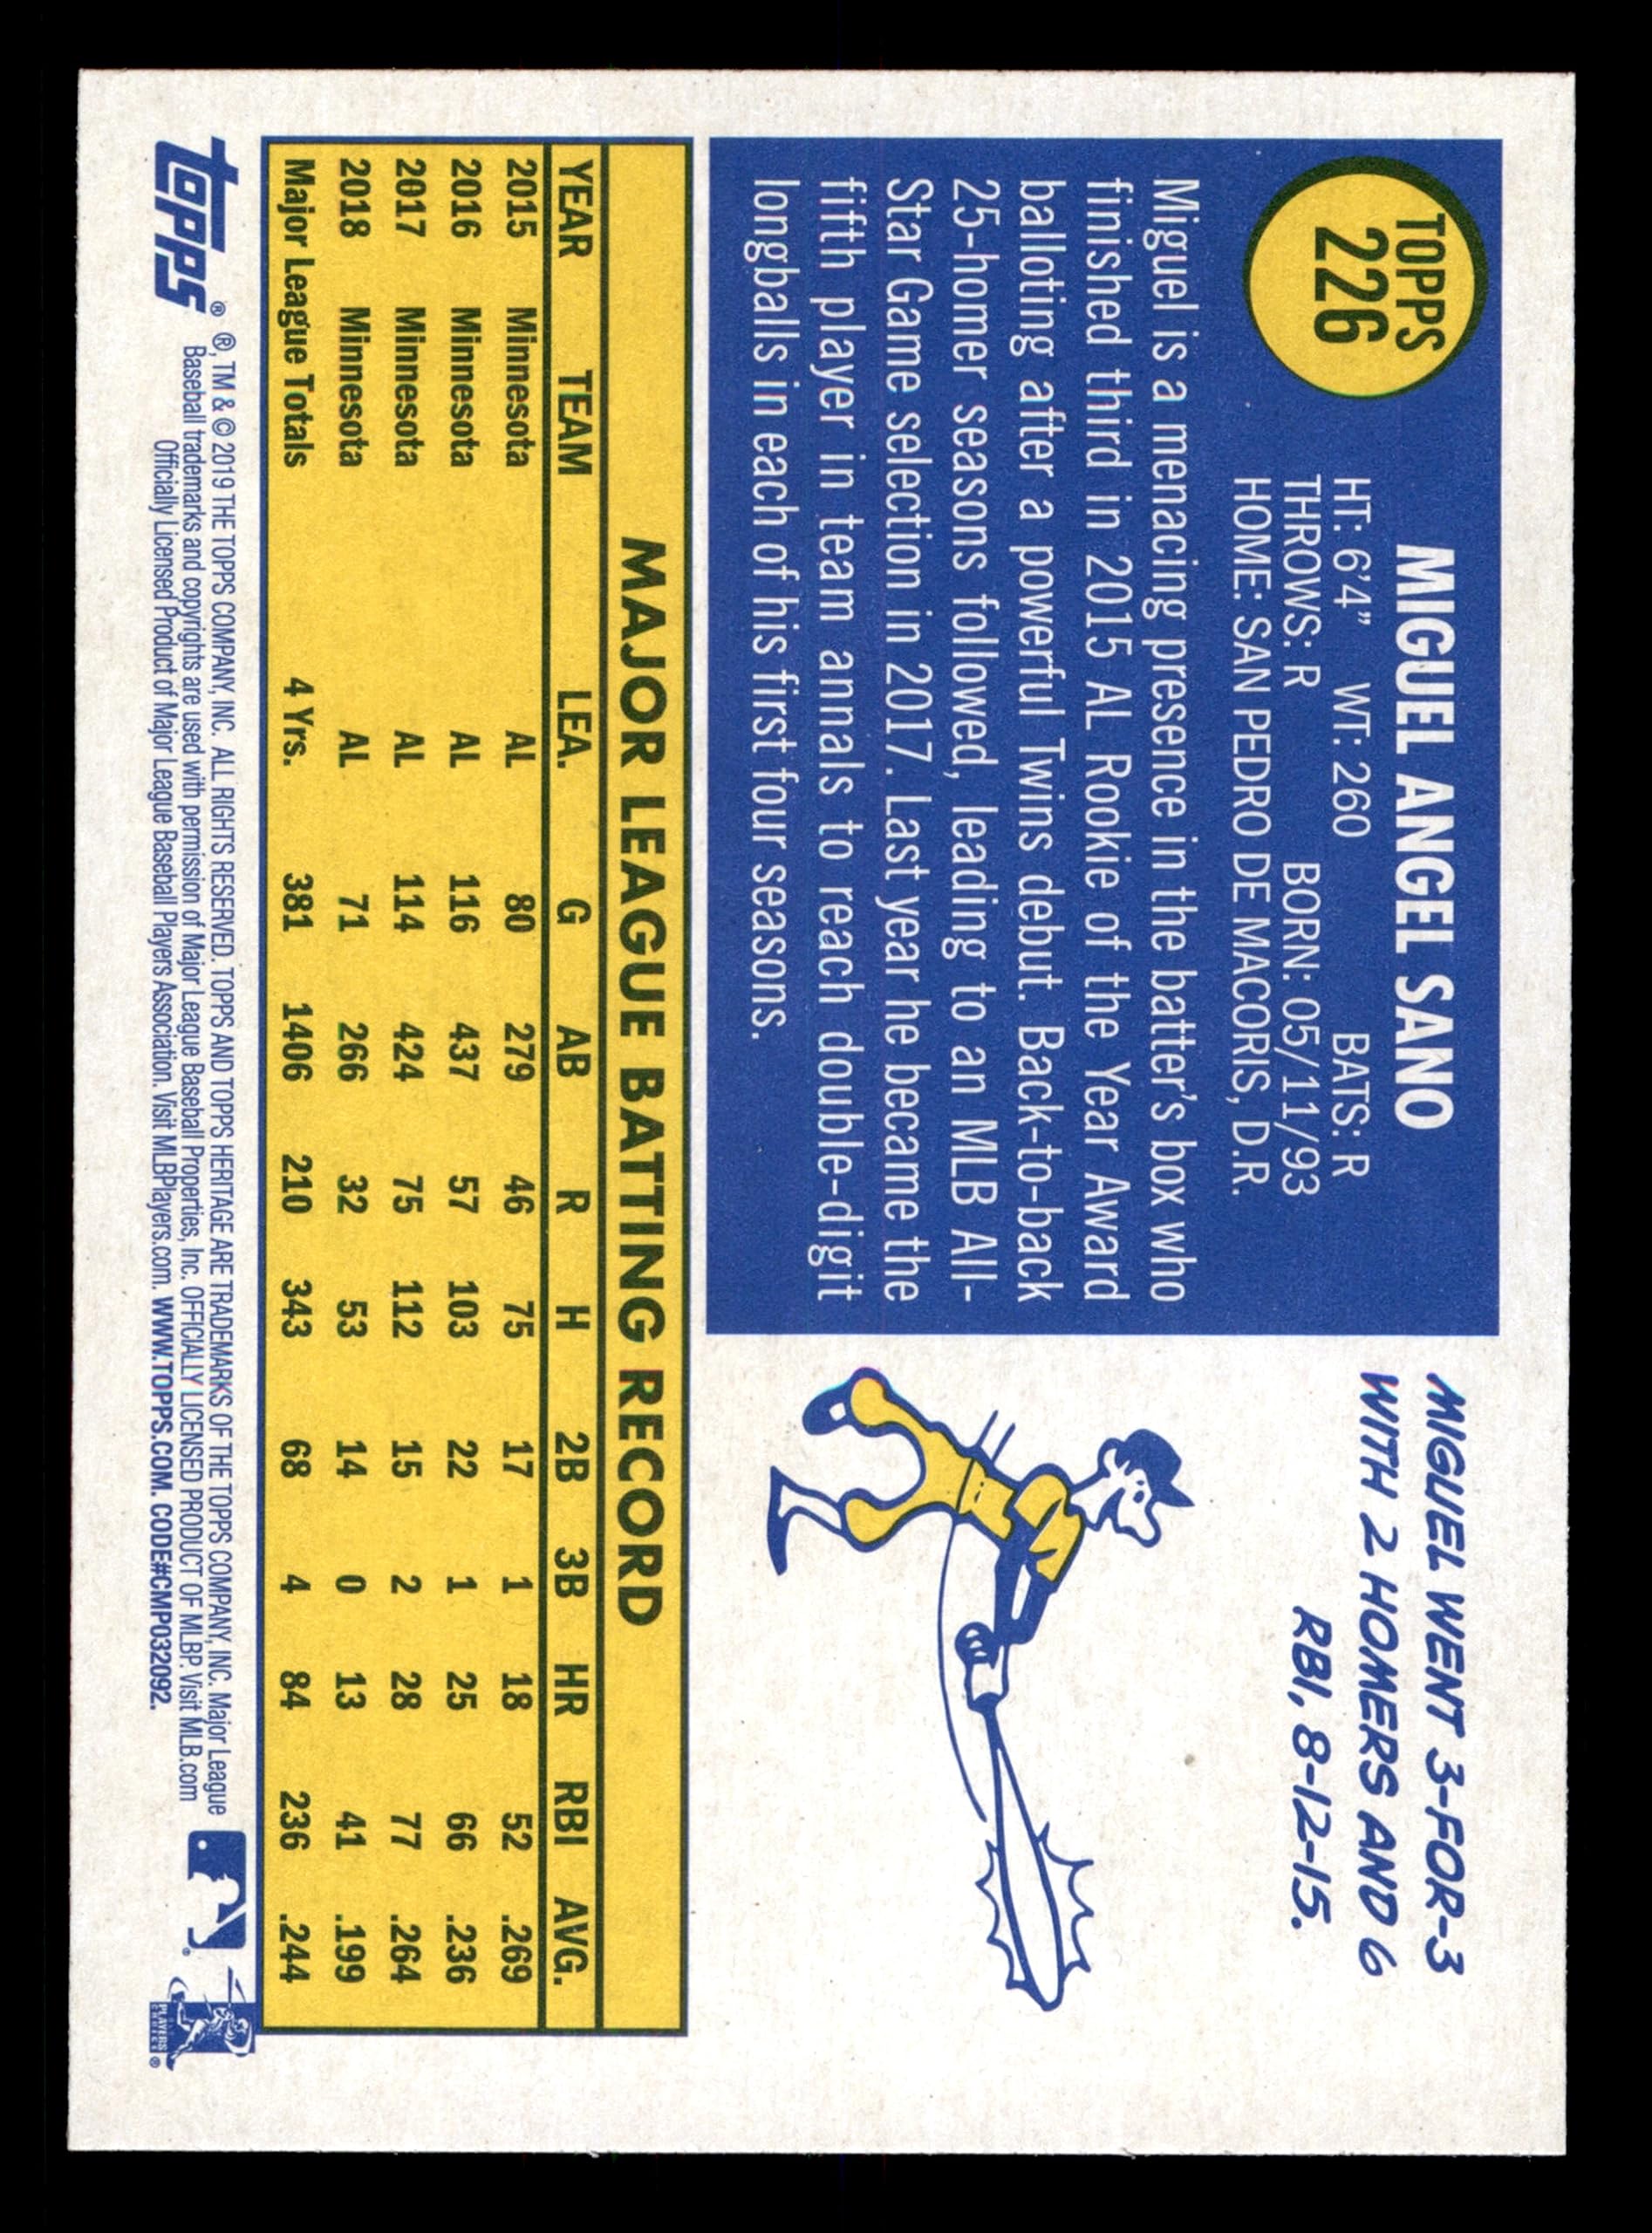 TOPPS
226
MIGUEL ANGEL SANO
HT: 6'4" WT: 260 BATS: R
THROWS: R BORN: 05/11/93
HOME: SAN PEDRO DE MACORIS, D.R.
Miguel is a menacing presence in the batter's box who
finished third in 2015 AL Rookie of the Year Award
balloting after a powerful Twins debut. Back-to-back
25-homer seasons followed, leading to an MLB All-
Star Game selection in 2017. Last year he became the
fifth player in team annals to reach double-digit
longballs in each of his first four seasons.
MIGUEL WENT 3-FOR-3
WITH 2 HOMERS AND 6
RBI, 8-12-15.
MAJOR LEAGUE BATTING RECORD
YEAR TEAM LEA. G AB R H 2B 3B HR RBI AVG.
2015 Minnesota AL 80 279 46 75 17 1 18 52 .269
2016 Minnesota AL 116 437 57 103 22 1 25 66 .236
2017 Minnesota AL 114 424 75 112 15 2 28 77 .264
2018 Minnesota AL 71 266 32 53 14 0 13 41 .199
Major League Totals 4 Yrs. 381 1406 210 343 68 4 84 236 .244
topps®
®, TM & © 2019 THE TOPPS COMPANY, INC. ALL RIGHTS RESERVED. TOPPS AND TOPPS HERITAGE ARE TRADEMARKS OF THE TOPPS COMPANY, INC. Major League
Baseball trademarks and copyrights are used with permission of Major League Baseball Properties, Inc. OFFICIALLY LICENSED PRODUCT OF MLBP. Visit MLB.com
Officially Licensed Product of Major League Baseball Players Association. Visit MLBPlayers.com. WWW.TOPPS.COM. CODE#CMP032092.
PLAYERS
CHOICE®